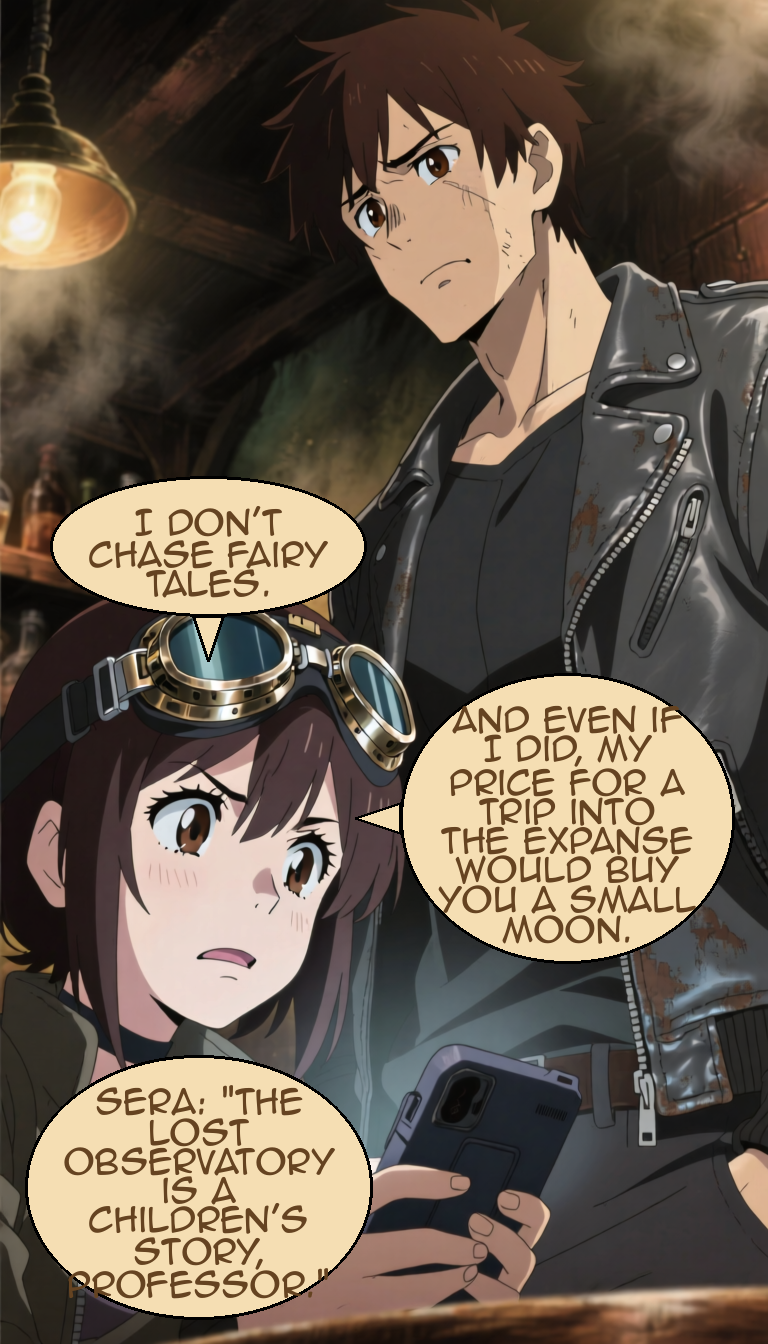 I DON'T
CHASE FAIRY
TALES.
AND EVEN IF
I DID, MY
PRICE FOR A
TRIP INTO
THE EXPANSE
WOULD BUY
YOU A SMALL
MOON.
SERA: "THE
LOST
OBSERVATORY
IS A
CHILDREN'S
STORY,
PROFESSOR."